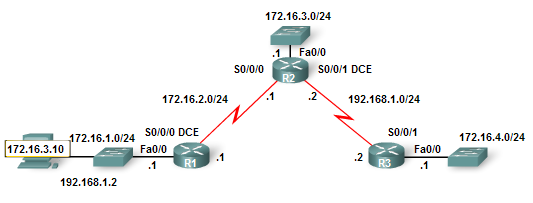 172.16.3.0/24
.1
Fa0/0
S0/0/0
R2
S0/0/1 DCE
.1
.2
172.16.2.0/24
192.168.1.0/24
172.16.3.10
172.16.1.0/24
S0/0/0 DCE
Fa0/0
R1
.1
.1
192.168.1.2
S0/0/1
172.16.4.0/24
.2
R3
Fa0/0
.1